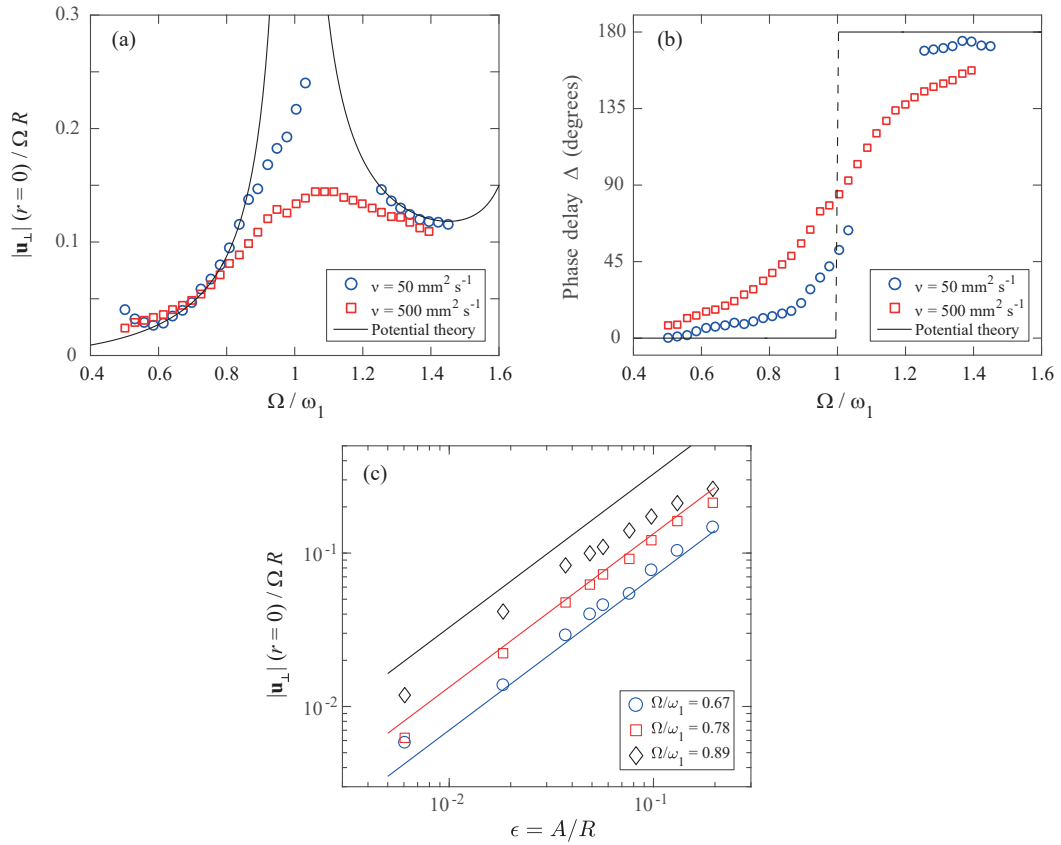 (a)
|u⊥| (r = 0) / Ω R
0.3
0.2
0.1
0
0.4 0.6 0.8 1 1.2 1.4 1.6
Ω / ω₁
ν = 50 mm² s⁻¹
ν = 500 mm² s⁻¹
Potential theory
(b)
Phase delay Δ (degrees)
180
135
90
45
0
0.4 0.6 0.8 1 1.2 1.4 1.6
Ω / ω₁
ν = 50 mm² s⁻¹
ν = 500 mm² s⁻¹
Potential theory
(c)
|u⊥| (r = 0) / Ω R
10⁻¹
10⁻²
10⁻² 10⁻¹
ϵ = A/R
Ω/ω₁ = 0.67
Ω/ω₁ = 0.78
Ω/ω₁ = 0.89